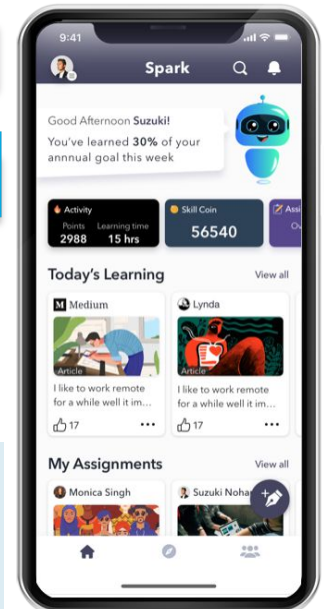 9:41
Spark
Good Afternoon Suzuki!
You've learned 30% of your
annnual goal this week
Activity
Points Learning time
2988 15 hrs
Skill Coin
56540
Assi
Ov
Today's Learning View all
M Medium
Article
I like to work remote
for a while well it im...
17
Lynda
Article
I like to work remote
for a while well it im...
17
My Assignments View all
Monica Singh
Suzuki Noha